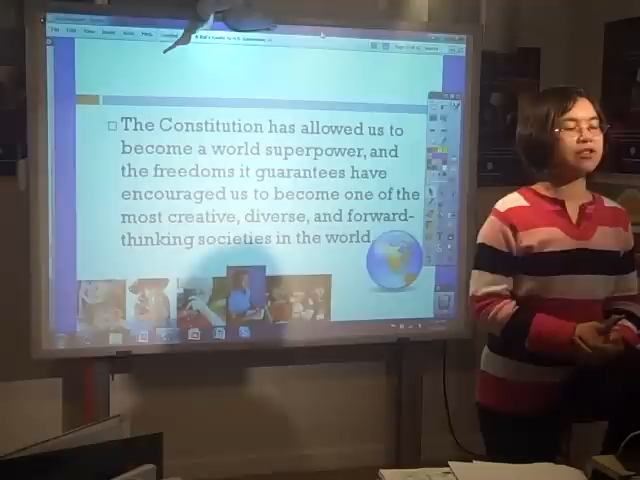 The Constitution has allowed us to
become a world superpower, and
the freedoms it guarantees have
encouraged us to become one of the
most creative, diverse, and forward-
thinking societies in the world.